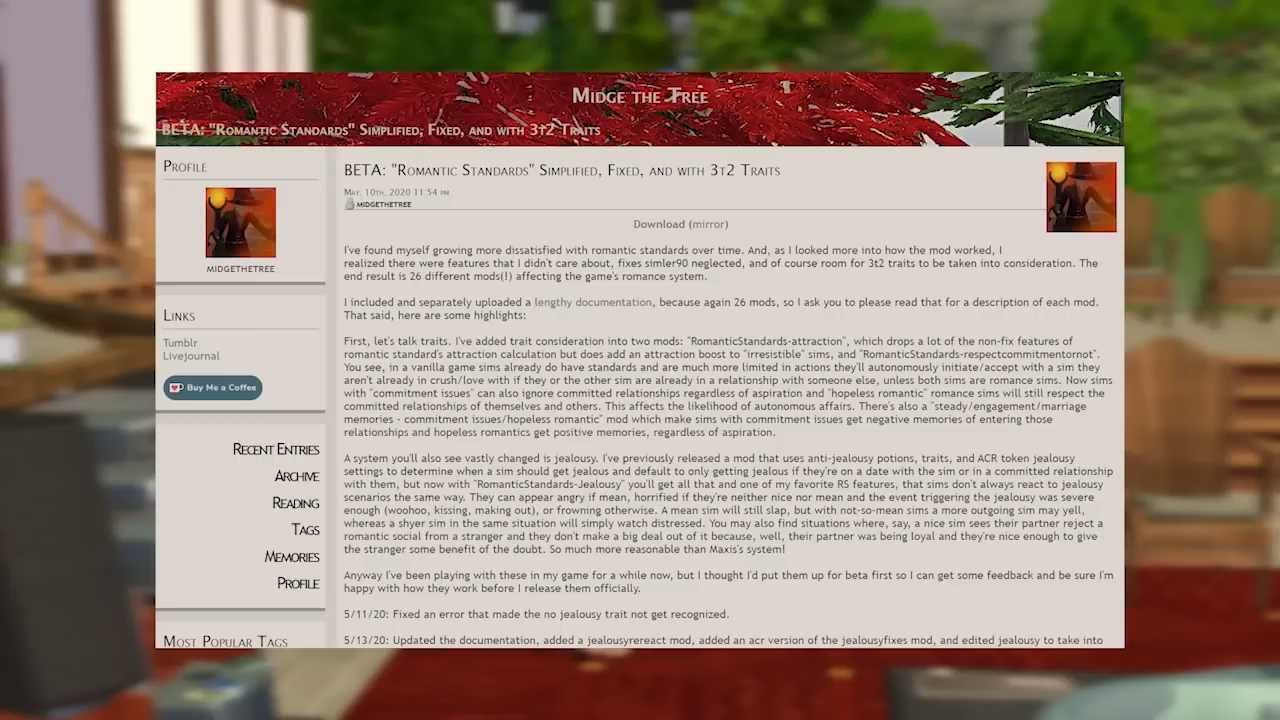 Midge the Tree
BETA: "Romantic Standards" Simplified, Fixed, and with 3t2 Traits
Profile
midgethetree
Links
Tumblr
Livejournal
Buy Me a Coffee
Recent Entries
Archive
Reading
Tags
Memories
Profile
Most Popular Tags
BETA: "Romantic Standards" Simplified, Fixed, and with 3t2 Traits
May. 10th, 2020 11:54 pm
midgethetree
Download (mirror)
I've found myself growing more dissatisfied with romantic standards over time. And, as I looked more into how the mod worked, I
realized there were features that I didn't care about, fixes simler90 neglected, and of course room for 3t2 traits to be taken into consideration. The
end result is 26 different mods(!) affecting the game's romance system.
I included and separately uploaded a lengthy documentation, because again 26 mods, so I ask you to please read that for a description of each mod.
That said, here are some highlights:
First, let's talk traits. I've added trait consideration into two mods: "RomanticStandards-attraction", which drops a lot of the non-fix features of
romantic standard's attraction calculation but does add an attraction boost to "irresistible" sims, and "RomanticStandards-respectcommitmentornot".
You see, in a vanilla game sims already do have standards and are much more limited in actions they'll autonomously initiate/accept with a sim they
aren't already in crush/love with if they or the other sim are already in a relationship with someone else, unless both sims are romance sims. Now sims
with "commitment issues" can also ignore committed relationships regardless of aspiration and "hopeless romantic" romance sims will still respect the
committed relationships of themselves and others. This affects the likelihood of autonomous affairs. There's also a "steady/engagement/marriage
memories - commitment issues/hopeless romantic" mod which make sims with commitment issues get negative memories of entering those
relationships and hopeless romantics get positive memories, regardless of aspiration.
A system you'll also see vastly changed is jealousy. I've previously released a mod that uses anti-jealousy potions, traits, and ACR token jealousy
settings to determine when a sim should get jealous and default to only getting jealous if they're on a date with the sim or in a committed relationship
with them, but now with "RomanticStandards-Jealousy" you'll get all that and one of my favorite RS features, that sims don't always react to jealousy
scenarios the same way. They can appear angry if mean, horrified if they're neither nice nor mean and the event triggering the jealousy was severe
enough (woohoo, kissing, making out), or frowning otherwise. A mean sim will still slap, but with not-so-mean sims a more outgoing sim may yell,
whereas a shyer sim in the same situation will simply watch distressed. You may also find situations where, say, a nice sim sees their partner reject a
romantic social from a stranger and they don't make a big deal out of it because, well, their partner was being loyal and they're nice enough to give
the stranger some benefit of the doubt. So much more reasonable than Maxis's system!
Anyway I've been playing with these in my game for a while now, but I thought I'd put them up for beta first so I can get some feedback and be sure I'm
happy with how they work before I release them officially.
5/11/20: Fixed an error that made the no jealousy trait not get recognized.
5/13/20: Updated the documentation, added a jealousyrereact mod, added an acr version of the jealousyfixes mod, and edited jealousy to take into